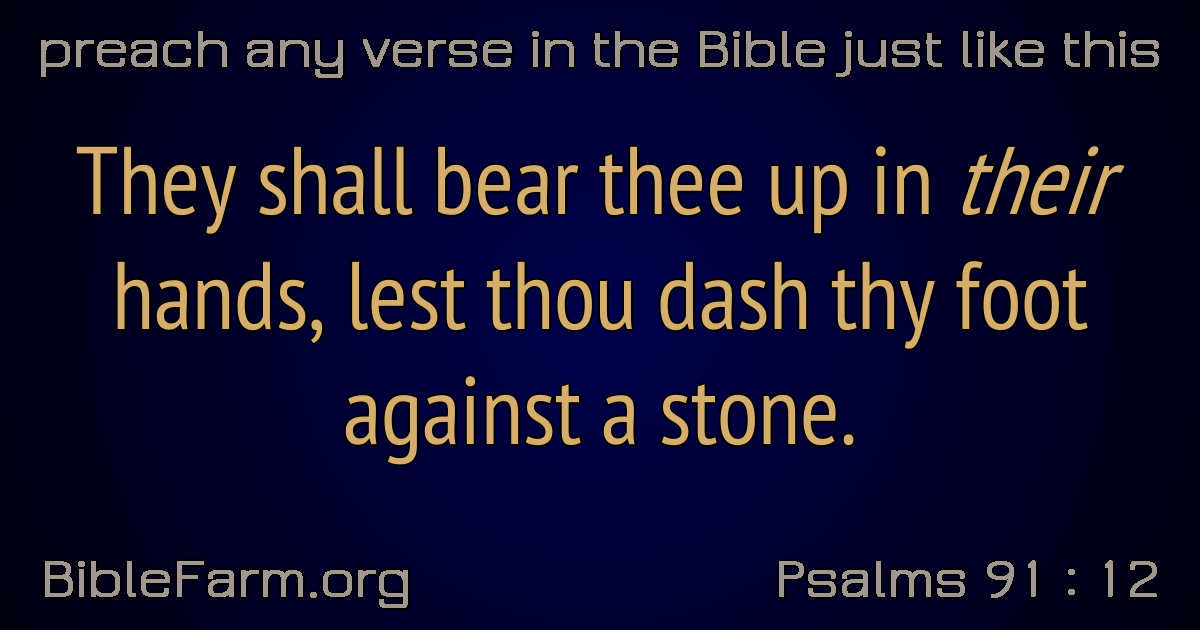 preach any verse in the Bible just like this
They shall bear thee up in their
hands, lest thou dash thy foot
against a stone.
BibleFarm.org
Psalms 91 : 12